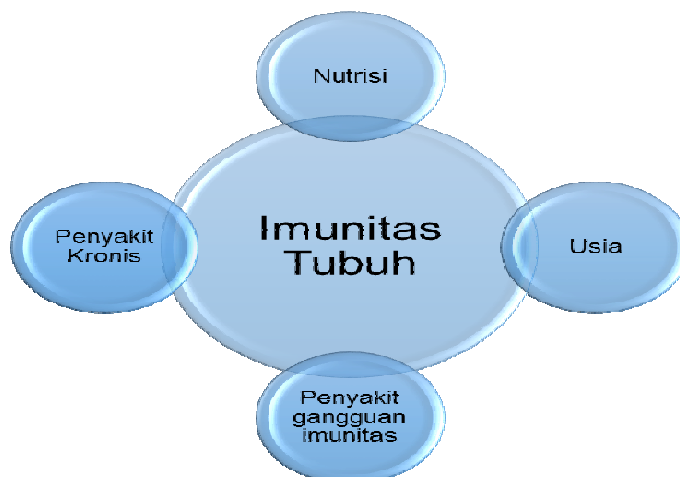 Nutrisi
Penyakit
Kronis
Imunitas
Tubuh
Usia
Penyakit
gangguan
imunitas